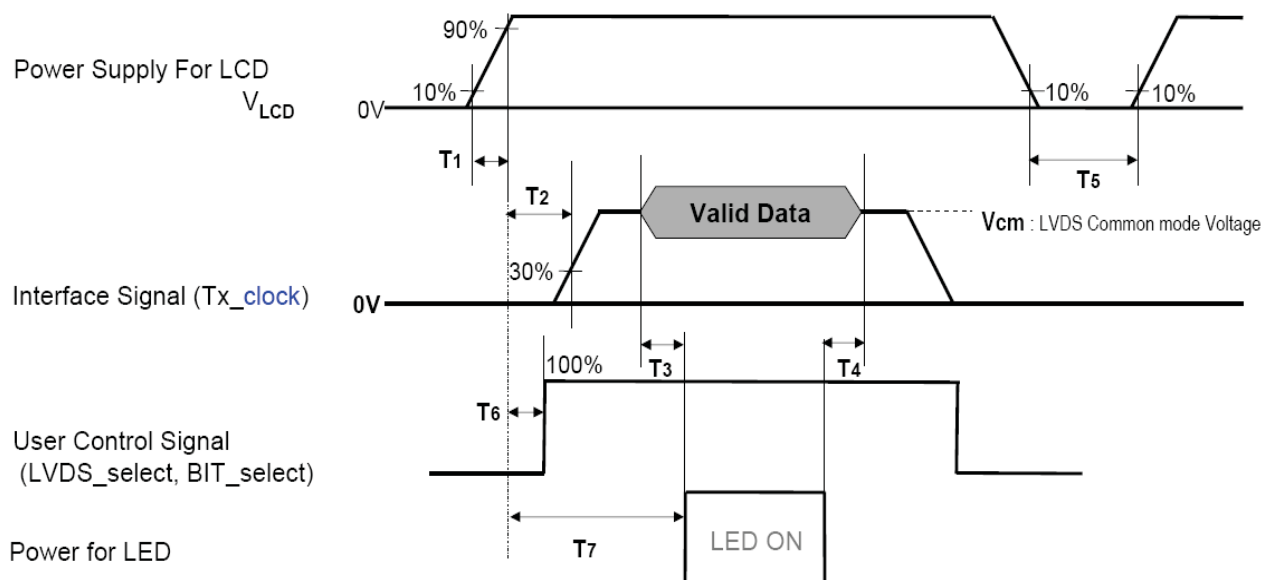 90%
Power Supply For LCD
VLCD
10%
0V
10%
10%
T1
T2
T5
Valid Data
Vcm : LVDS Common mode Voltage
30%
Interface Signal (Tx_clock)
0V
T3
T4
100%
T6
User Control Signal
(LVDS_select, BIT_select)
T7
LED ON
Power for LED